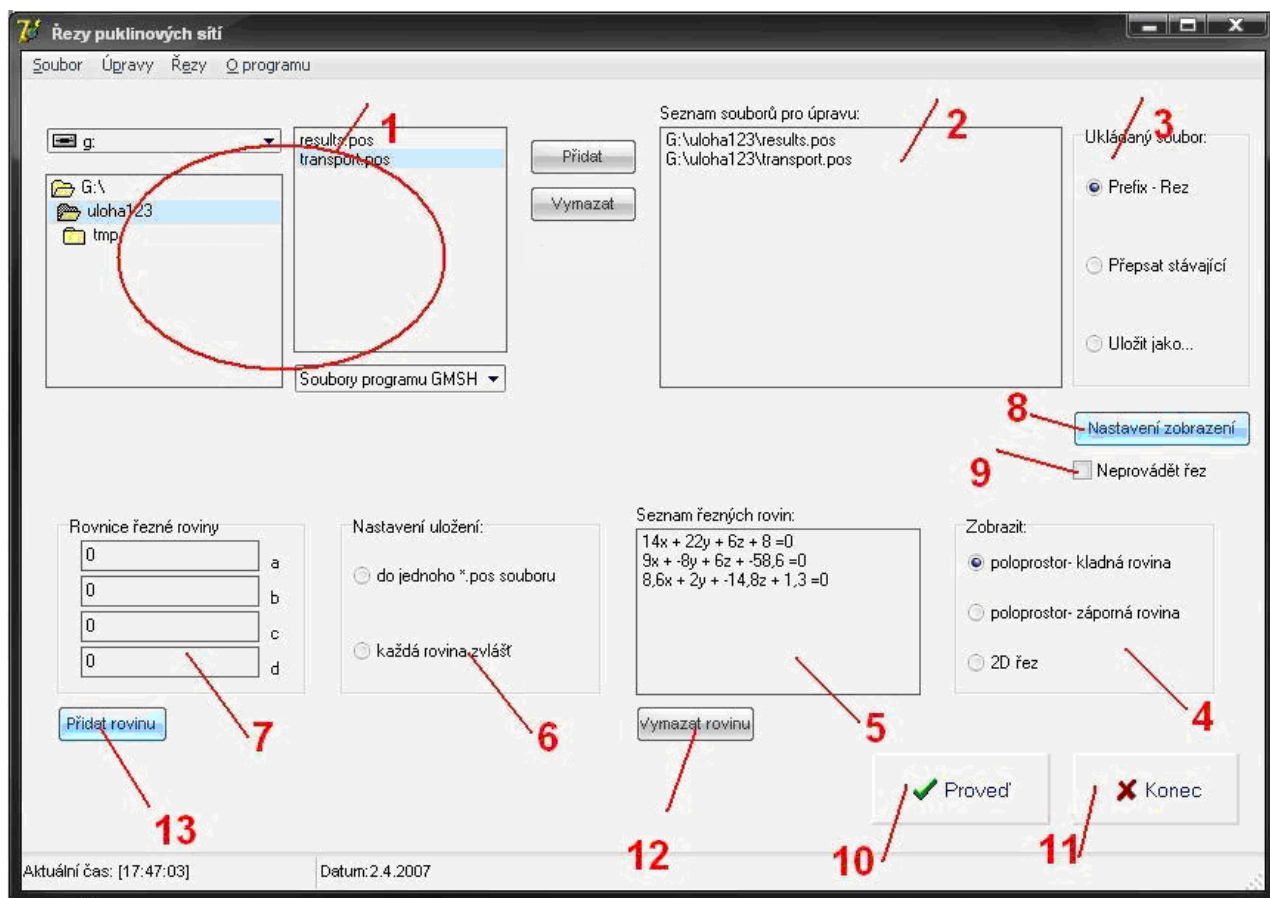 Řezy puklinových sítí
Soubor Úpravy Řezy O programu
1
2
3
g:
results.pos
transport.pos
Přidat
Vymazat
Seznam souborů pro úpravu:
G:\uloha123\results.pos
G:\uloha123\transport.pos
Ukládaný soubor:
Prefix - Rez
Přepsat stávající
Uložit jako...
G:\
uloha123
tmp
Soubory programu GMSH
8
Nastavení zobrazení
9
Neprovádět řez
Rovnice řezné roviny
0 a
0 b
0 c
0 d
Nastavení uložení:
do jednoho *.pos souboru
každá rovina zvlášť
Seznam řezných rovin:
14x + 22y + 6z + 8 =0
9x + -8y + 6z + -58,6 =0
8,6x + 2y + -14,8z + 1,3 =0
Zobrazit:
poloprostor- kladná rovina
poloprostor- záporná rovina
2D řez
Přidat rovinu
7
6
Vymazat rovinu
5
4
Proveď
Konec
13
12
10
11
Aktuální čas: [17:47:03]
Datum:2.4.2007